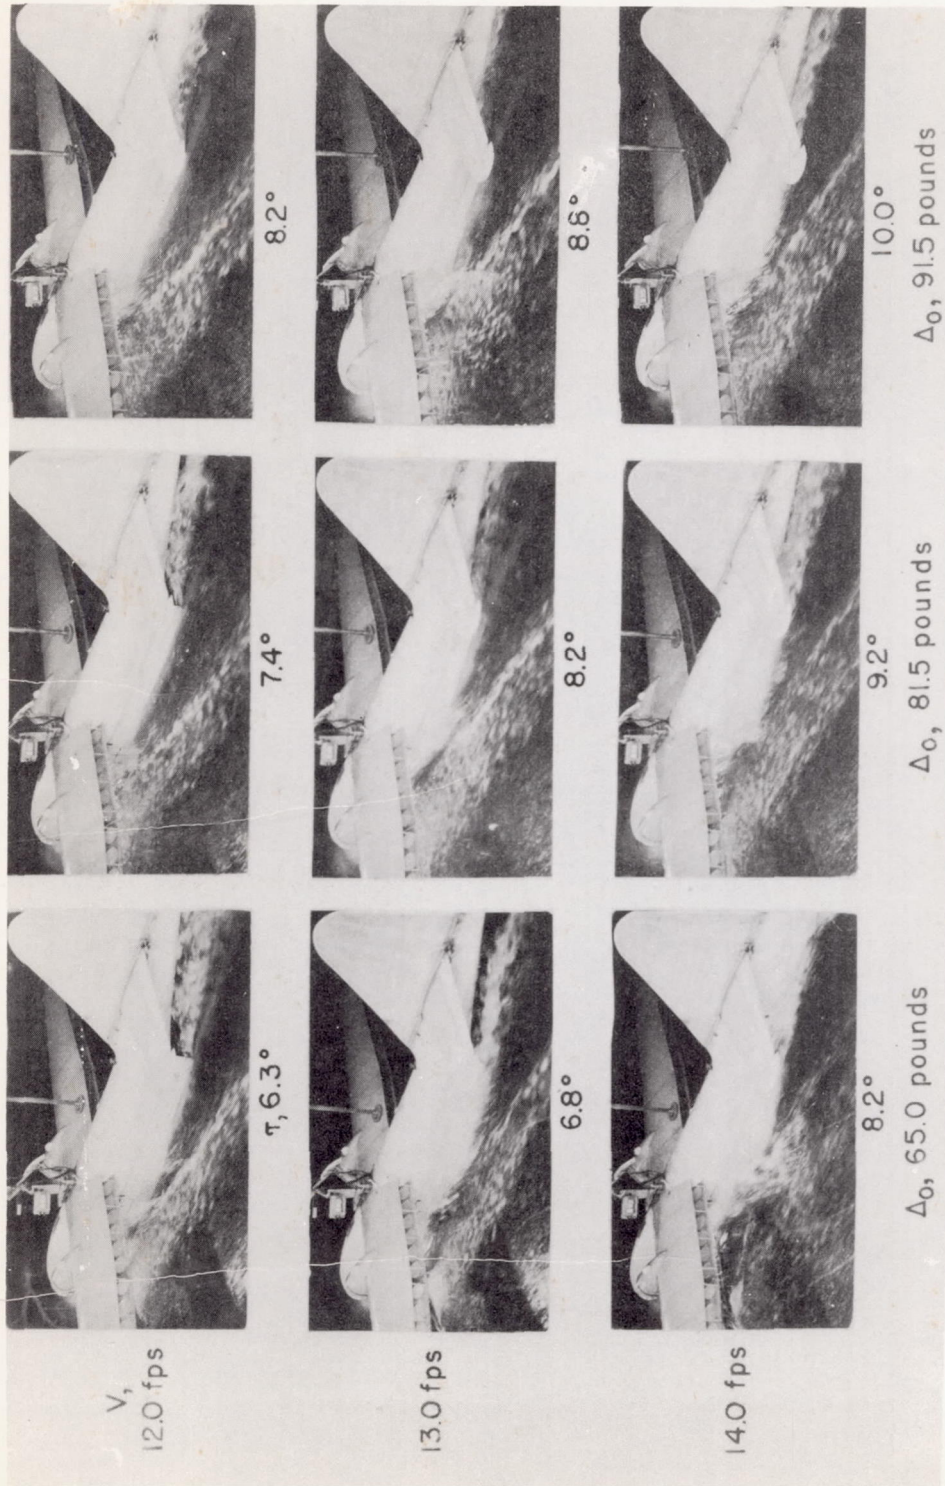 V,
12.0 fps
τ, 6.3°
7.4°
8.2°
13.0 fps
6.8°
8.2°
8.8°
14.0 fps
8.2°
9.2°
10.0°
Δ₀, 65.0 pounds
Δ₀, 81.5 pounds
Δ₀, 91.5 pounds